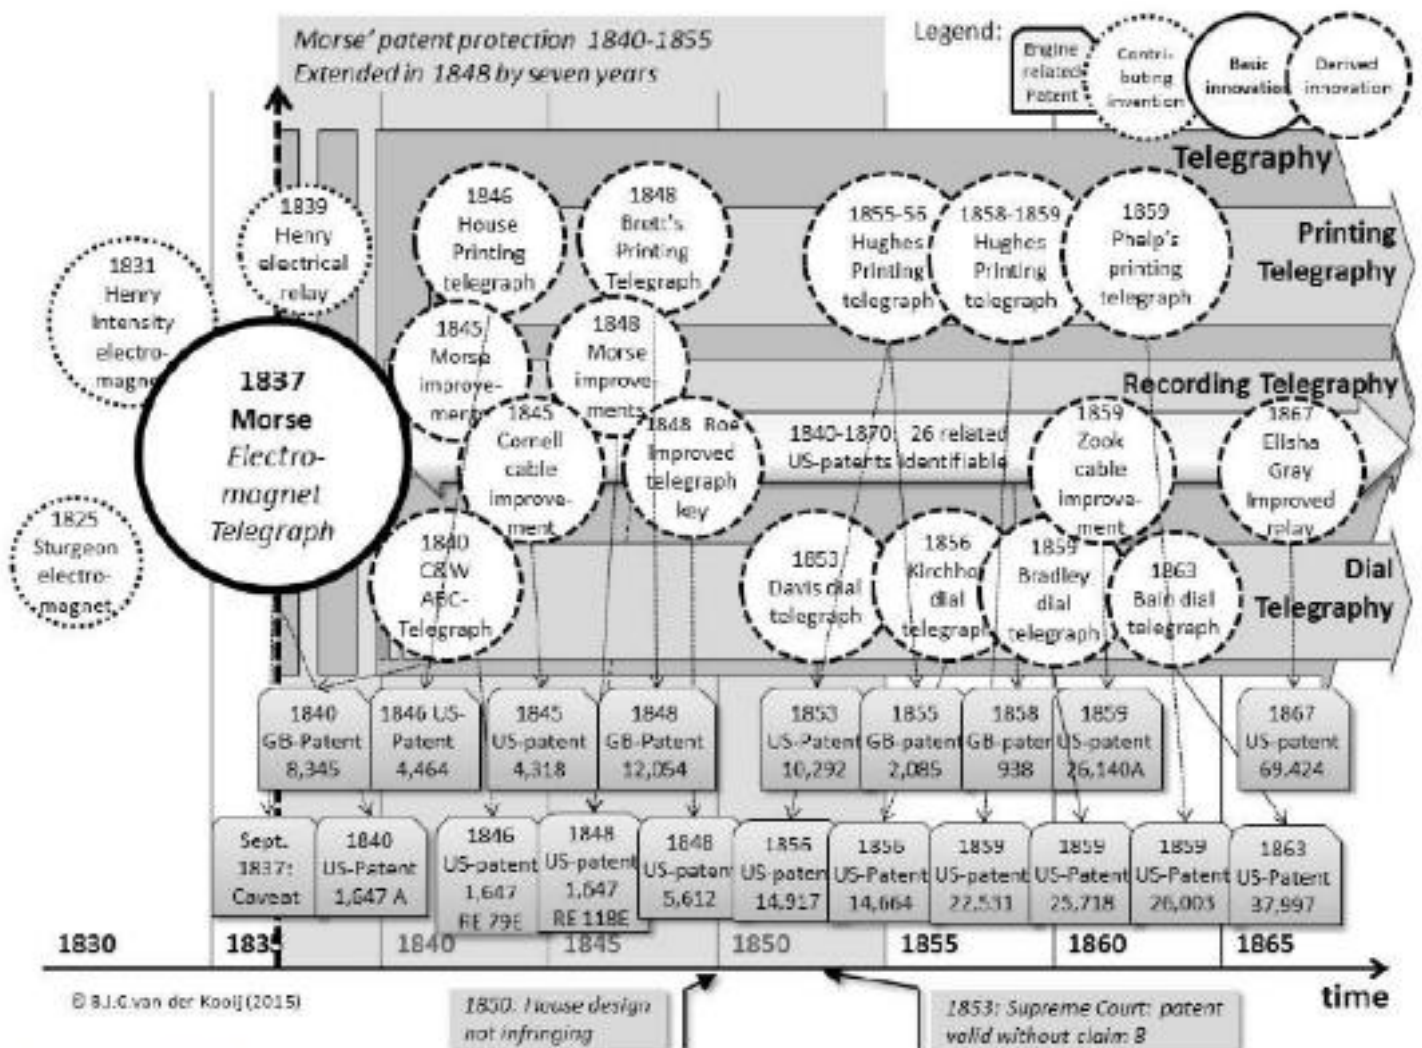 Morse' patent protection 1840-1855
Extended in 1848 by seven years
Legend:
Engine
related
Patent
Contri-
buting
invention
Basic
innovation
Derived
innovation
Telegraphy
Printing
Telegraphy
Recording Telegraphy
Dial
Telegraphy
1831
Henry
Intensity
electro-
magnet
1839
Henry
electrical
relay
1825
Sturgeon
electro-
magnet
1837
Morse
Electro-
magnet
Telegraph
1846
House
Printing
telegraph
1848
Brett's
Printing
Telegraph
1855-56
Hughes
Printing
telegraph
1858-1859
Hughes
Printing
telegraph
1859
Phelp's
printing
telegraph
1845
Morse
improve-
ments
1848
Morse
improve-
ments
1845
Cornell
cable
improve-
ment
1848 Roe
Improved
telegraph
key
1840-1870: 26 related
US-patents identifiable
1859
Zook
cable
improve-
ment
1867
Elisha
Gray
Improved
relay
1840
C&W
ABC-
Telegraph
1853
Davis dial
telegraph
1856
Kirchho
dial
telegraph
1859
Bradley
dial
telegraph
1863
Bain dial
telegraph
1840
GB-Patent
8,345
1846 US-
Patent
4,464
1845
US-patent
4,318
1848
GB-Patent
12,054
1853
US-Patent
10,292
1855
GB-patent
2,085
1858
GB-paten
938
1859
US-Patent
26,140A
1867
US-patent
69.424
Sept.
1837:
Caveat
1840
US-Patent
1,647 A
1846
US-patent
1,647
RE 79E
1848
US-patent
1,647
RE 118E
1848
US-patent
5,612
1856
US-paten
14,917
1856
US-Patent
14,664
1859
US-patent
22,531
1859
US-Patent
25,718
1859
US-Patent
26,003
1863
US-Patent
37,997
1830
1835
1840
1845
1850
1855
1860
1865
time
© B.J.G.van der Kooij (2015)
1850: House design
not infringing
1853: Supreme Court: patent
valid without claim 8